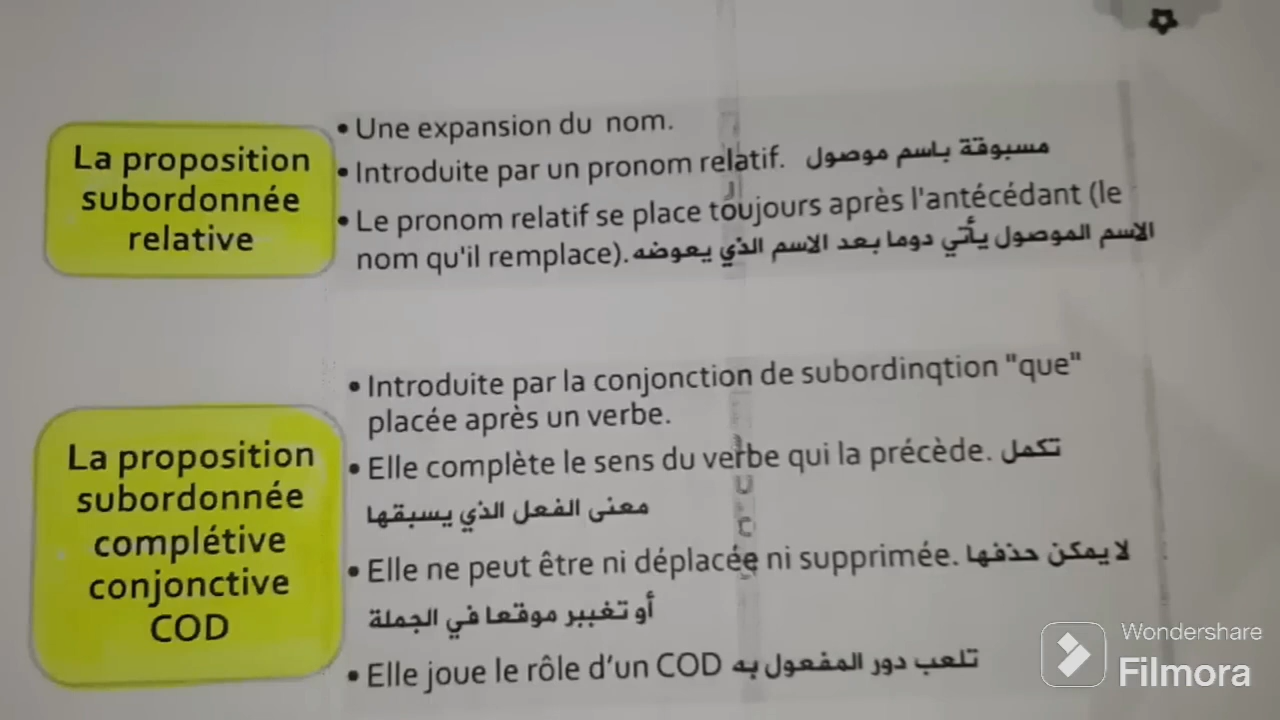 La proposition
subordonnée
relative
• Une expansion du nom.
• Introduite par un pronom relatif. مسبوقة باسم موصول
• Le pronom relatif se place toujours après l'antécédant (le
nom qu'il remplace). الاسم الموصول يأتي دوما بعد الاسم الذي يعوضه
La proposition
subordonnée
complétive
conjonctive
COD
• Introduite par la conjonction de subordinqtion "que"
placée après un verbe.
• Elle complète le sens du verbe qui la précède. تكمل
معنى الفعل الذي يسبقها
• Elle ne peut être ni déplacée ni supprimée. لا يمكن حذفها
أو تغيير موقعا في الجملة
• Elle joue le rôle d'un COD تلعب دور المفعول به
Wondershare
Filmora